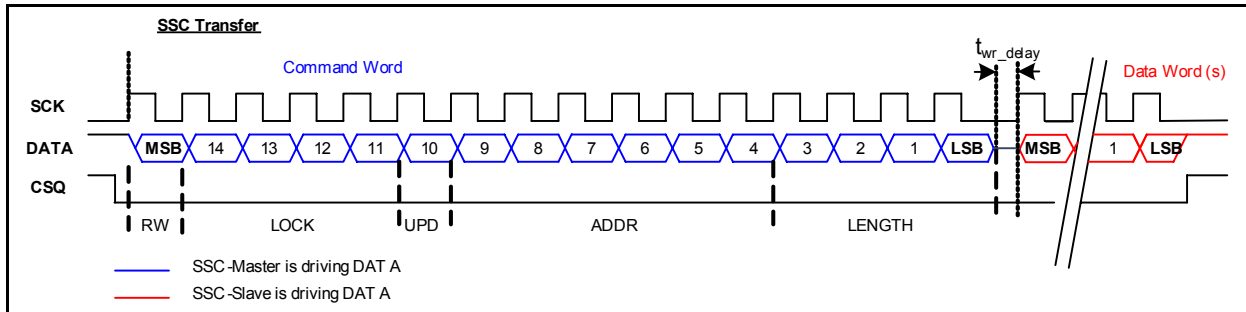 SSC Transfer
twr_delay
Command Word
Data Word (s)
SCK
DATA MSB 14 13 12 11 10 9 8 7 6 5 4 3 2 1 LSB MSB 1 LSB
CSQ
RW LOCK UPD ADDR LENGTH
SSC-Master is driving DAT A
SSC-Slave is driving DAT A